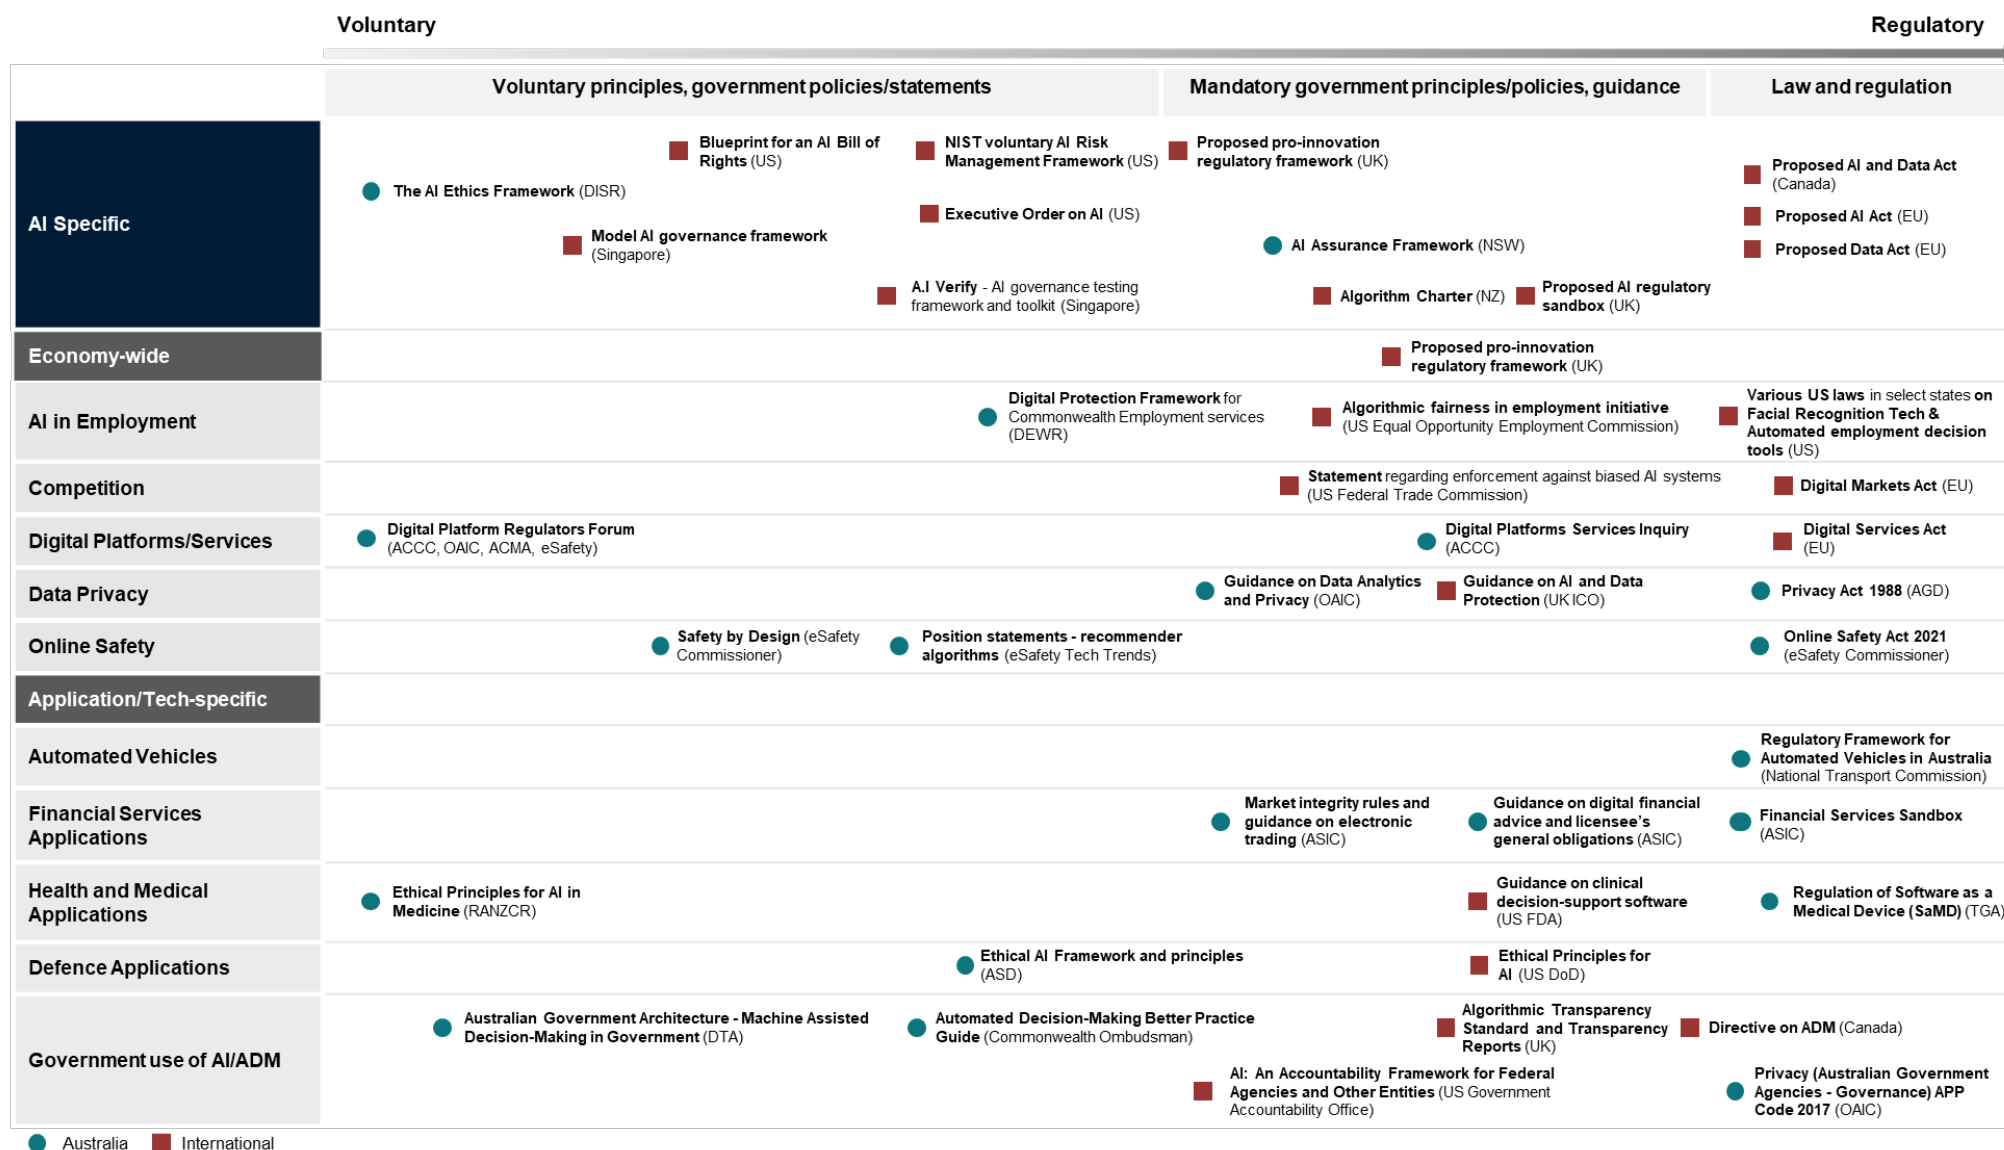 Voluntary
Regulatory
Voluntary principles, government policies/statements
Mandatory government principles/policies, guidance
Law and regulation
AI Specific
Blueprint for an AI Bill of
Rights (US)
NIST voluntary AI Risk
Management Framework (US)
Proposed pro-innovation
regulatory framework (UK)
Proposed AI and Data Act
(Canada)
The AI Ethics Framework (DISR)
Executive Order on AI (US)
Proposed AI Act (EU)
Model AI governance framework
(Singapore)
AI Assurance Framework (NSW)
Proposed Data Act (EU)
A.I Verify - AI governance testing
framework and toolkit (Singapore)
Algorithm Charter (NZ)
Proposed AI regulatory
sandbox (UK)
Economy-wide
Proposed pro-innovation
regulatory framework (UK)
AI in Employment
Digital Protection Framework for
Commonwealth Employment services
(DEWR)
Algorithmic fairness in employment initiative
(US Equal Opportunity Employment Commission)
Various US laws in select states on
Facial Recognition Tech &
Automated employment decision
tools (US)
Competition
Statement regarding enforcement against biased AI systems
(US Federal Trade Commission)
Digital Markets Act (EU)
Digital Platforms/Services
Digital Platform Regulators Forum
(ACCC, OAIC, ACMA, eSafety)
Digital Platforms Services Inquiry
(ACCC)
Digital Services Act
(EU)
Data Privacy
Guidance on Data Analytics
and Privacy (OAIC)
Guidance on AI and Data
Protection (UK ICO)
Privacy Act 1988 (AGD)
Online Safety
Safety by Design (eSafety
Commissioner)
Position statements - recommender
algorithms (eSafety Tech Trends)
Online Safety Act 2021
(eSafety Commissioner)
Application/Tech-specific
Automated Vehicles
Regulatory Framework for
Automated Vehicles in Australia
(National Transport Commission)
Financial Services
Applications
Market integrity rules and
guidance on electronic
trading (ASIC)
Guidance on digital financial
advice and licensee's
general obligations (ASIC)
Financial Services Sandbox
(ASIC)
Health and Medical
Applications
Ethical Principles for AI in
Medicine (RANZCR)
Guidance on clinical
decision-support software
(US FDA)
Regulation of Software as a
Medical Device (SaMD) (TGA)
Defence Applications
Ethical AI Framework and principles
(ASD)
Ethical Principles for
AI (US DoD)
Government use of AI/ADM
Australian Government Architecture - Machine Assisted
Decision-Making in Government (DTA)
Automated Decision-Making Better Practice
Guide (Commonwealth Ombudsman)
Algorithmic Transparency
Standard and Transparency
Reports (UK)
Directive on ADM (Canada)
AI: An Accountability Framework for Federal
Agencies and Other Entities (US Government
Accountability Office)
Privacy (Australian Government
Agencies - Governance) APP
Code 2017 (OAIC)
Australia
International